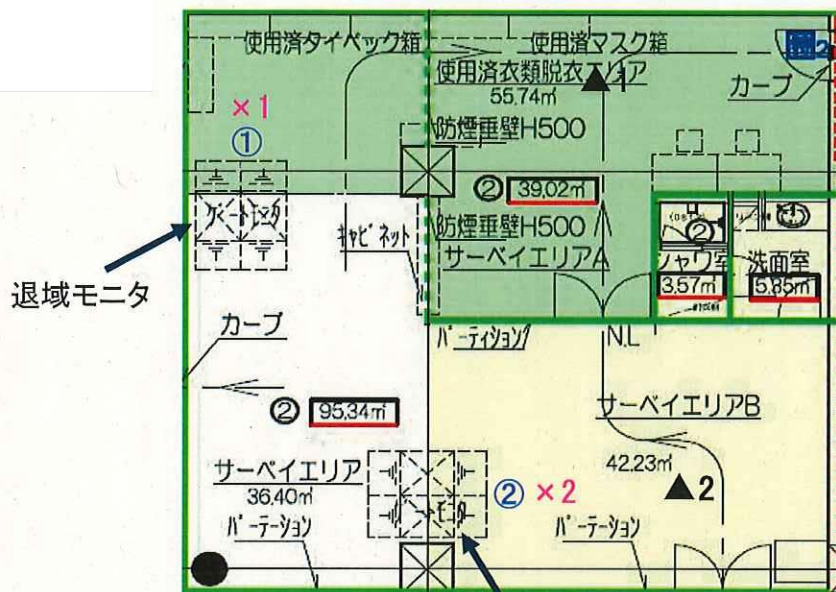 使用済タイベック箱
使用済マスク箱
使用済衣類脱衣エリア
▲1
カーブ
55.74㎡
×1
①
防煙垂壁H500
② 39.02㎡
ゲートモニタ
キャビネット
防煙垂壁H500
サーベイエリアA
②
シャワ室
洗面室
3.57㎡
5.85㎡
退域モニタ
カーブ
パーティション
N.L
② 95.34㎡
サーベイエリアB
サーベイエリア
36.40㎡
42.23㎡
② ×2
▲2
パーテーション
パーテーション